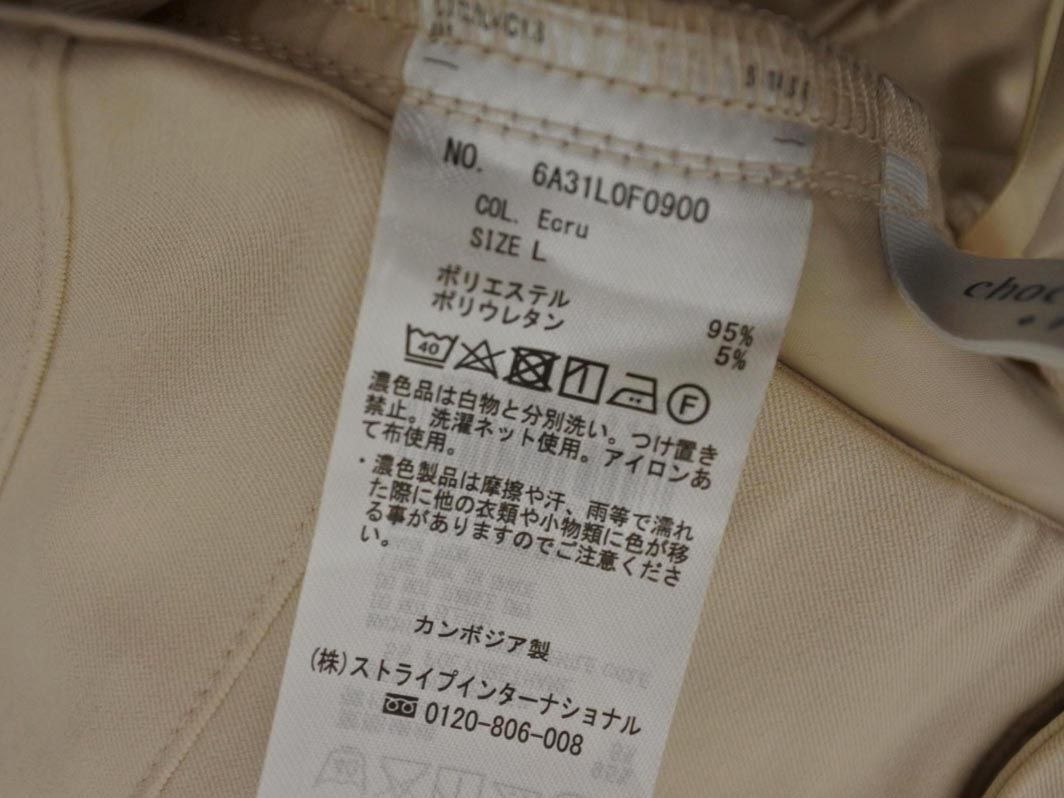 NO. 6A31L0F0900
COL. Ecru
SIZE L
ポリエステル 95%
ポリウレタン 5%
40 F
濃色品は白物と分別洗い。つけ置き
禁止。洗濯ネット使用。アイロンあ
て布使用。
・濃色製品は摩擦や汗、雨等で濡れ
た際に他の衣類や小物類に色が移
る事がありますのでご注意くださ
い。
カンボジア製
(株)ストライプインターナショナル
0120-806-008